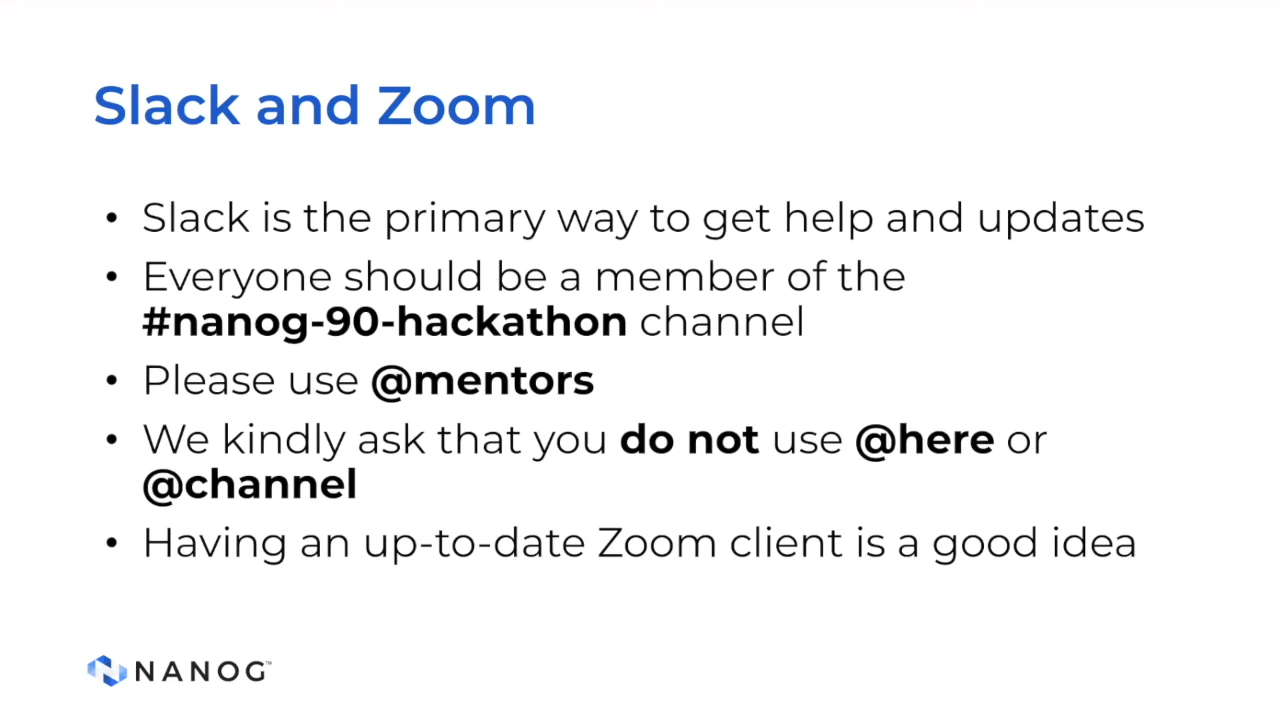 Slack and Zoom
• Slack is the primary way to get help and updates
• Everyone should be a member of the
#nanog-90-hackathon channel
• Please use @mentors
• We kindly ask that you do not use @here or
@channel
• Having an up-to-date Zoom client is a good idea
NANOG™